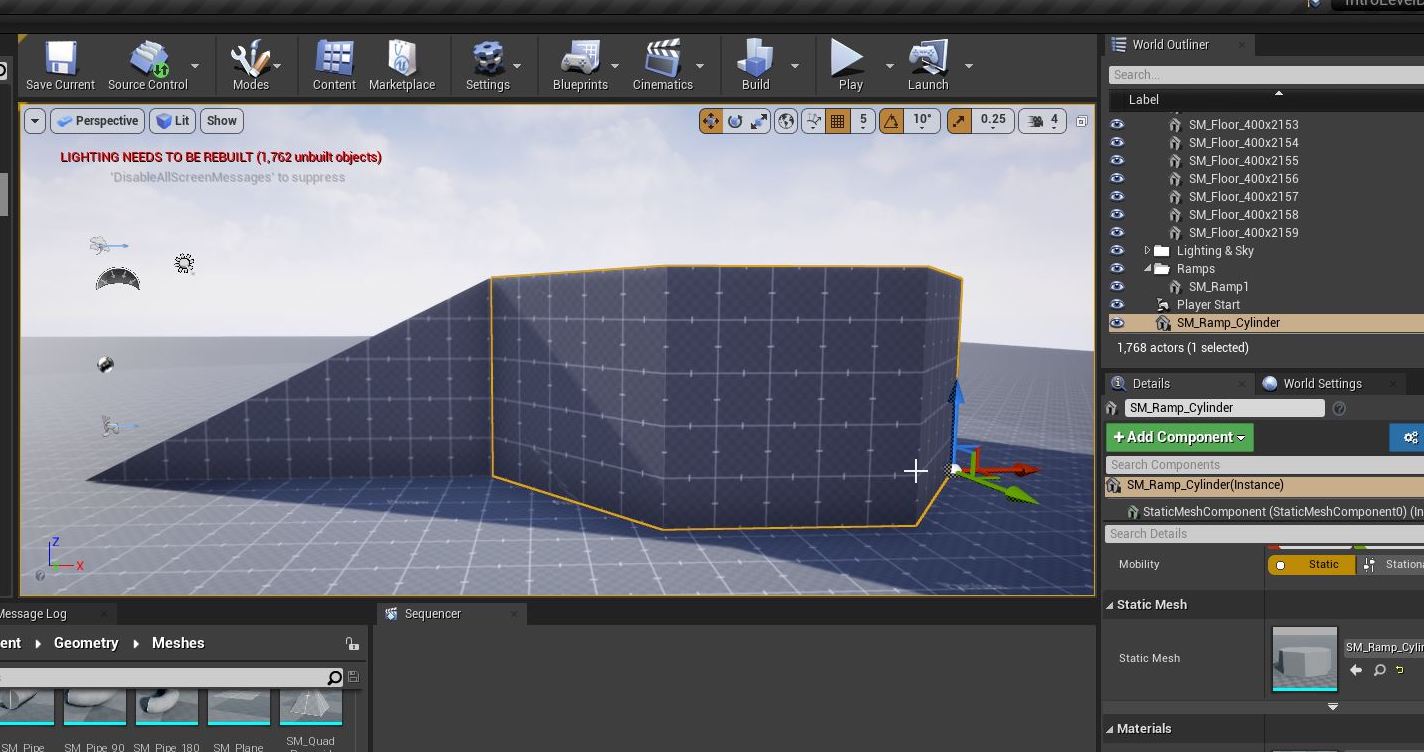 Save Current
Source Control
Modes
Content
Marketplace
Settings
Blueprints
Cinematics
Build
Play
Launch
Perspective
Lit
Show
5
10°
0.25
4
LIGHTING NEEDS TO BE REBUILT (1,762 unbuilt objects)
'DisableAllScreenMessages' to suppress
Z
X
World Outliner
Search...
Label
SM_Floor_400x2153
SM_Floor_400x2154
SM_Floor_400x2155
SM_Floor_400x2156
SM_Floor_400x2157
SM_Floor_400x2158
SM_Floor_400x2159
Lighting & Sky
Ramps
SM_Ramp1
Player Start
SM_Ramp_Cylinder
1,768 actors (1 selected)
Details
World Settings
SM_Ramp_Cylinder
+Add Component
Search Components
SM_Ramp_Cylinder(Instance)
StaticMeshComponent (StaticMeshComponent0) (In
Search Details
Mobility
Static
Stationa
Static Mesh
Static Mesh
SM_Ramp_Cylin
Materials
Message Log
Sequencer
ent
Geometry
Meshes
SM_Pipe
SM_Pipe_90
SM_Pipe_180
SM_Plane
SM_Quad